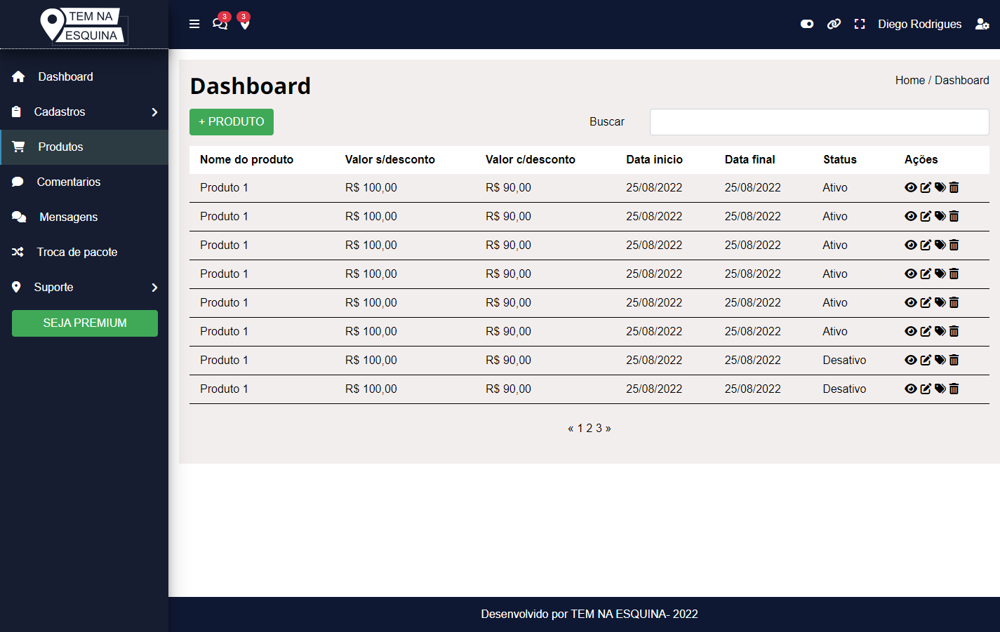 TEM NA
ESQUINA
3
3
Diego Rodrigues
Dashboard
Cadastros
Produtos
Comentarios
Mensagens
Troca de pacote
Suporte
SEJA PREMIUM
Dashboard
Home / Dashboard
+ PRODUTO
Buscar
Nome do produto Valor s/desconto Valor c/desconto Data inicio Data final Status Ações
Produto 1 R$ 100,00 R$ 90,00 25/08/2022 25/08/2022 Ativo
Produto 1 R$ 100,00 R$ 90,00 25/08/2022 25/08/2022 Ativo
Produto 1 R$ 100,00 R$ 90,00 25/08/2022 25/08/2022 Ativo
Produto 1 R$ 100,00 R$ 90,00 25/08/2022 25/08/2022 Ativo
Produto 1 R$ 100,00 R$ 90,00 25/08/2022 25/08/2022 Ativo
Produto 1 R$ 100,00 R$ 90,00 25/08/2022 25/08/2022 Ativo
Produto 1 R$ 100,00 R$ 90,00 25/08/2022 25/08/2022 Desativo
Produto 1 R$ 100,00 R$ 90,00 25/08/2022 25/08/2022 Desativo
« 1 2 3 »
Desenvolvido por TEM NA ESQUINA- 2022